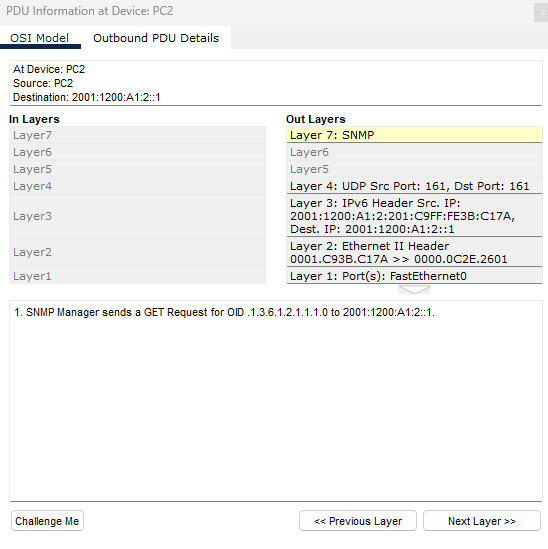 PDU Information at Device: PC2
OSI Model
Outbound PDU Details
At Device: PC2
Source: PC2
Destination: 2001:1200:A1:2::1
In Layers
Layer7
Layer6
Layer5
Layer4
Layer3
Layer2
Layer1
Out Layers
Layer 7: SNMP
Layer6
Layer5
Layer 4: UDP Src Port: 161, Dst Port: 161
Layer 3: IPv6 Header Src. IP:
2001:1200:A1:2:201:C9FF:FE3B:C17A,
Dest. IP: 2001:1200:A1:2::1
Layer 2: Ethernet II Header
0001.C93B.C17A >> 0000.0C2E.2601
Layer 1: Port(s): FastEthernet0
1. SNMP Manager sends a GET Request for OID .1.3.6.1.2.1.1.1.0 to 2001:1200:A1:2::1.
Challenge Me
<< Previous Layer
Next Layer >>